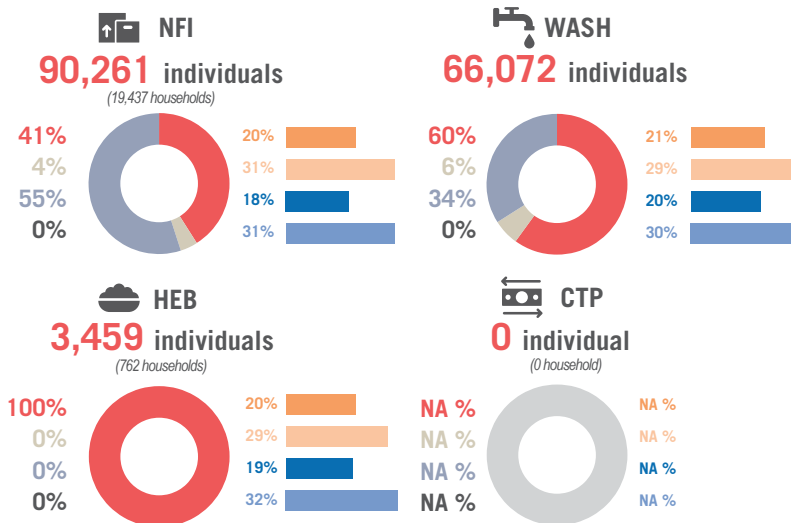 NFI
90,261 individuals
(19,437 households)
41%
4%
55%
0%
20%
31%
18%
31%
WASH
66,072 individuals
60%
6%
34%
0%
21%
29%
20%
30%
HEB
3,459 individuals
(762 households)
100%
0%
0%
0%
20%
29%
19%
32%
CTP
0 individual
(0 household)
NA %
NA %
NA %
NA %
NA %
NA %
NA %
NA %